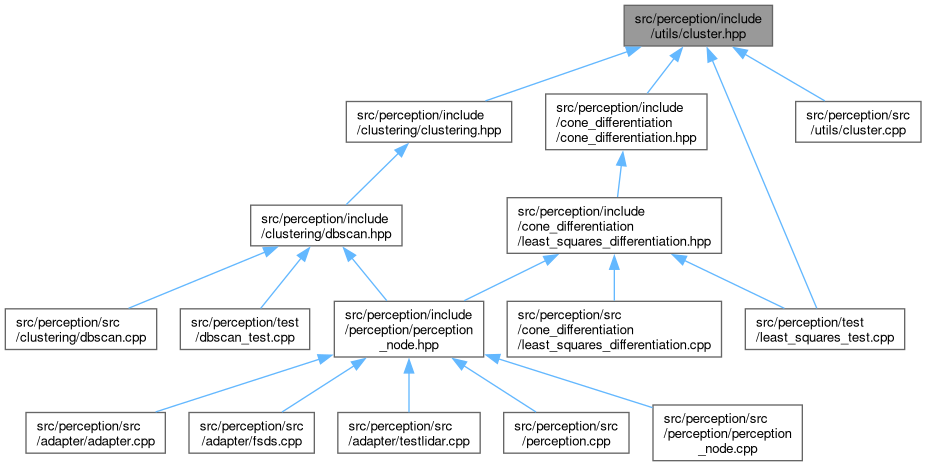 src/perception/include
/utils/cluster.hpp
src/perception/include
/clustering/clustering.hpp
src/perception/include
/cone_differentiation
/cone_differentiation.hpp
src/perception/src
/utils/cluster.cpp
src/perception/include
/clustering/dbscan.hpp
src/perception/include
/cone_differentiation
/least_squares_differentiation.hpp
src/perception/src
/clustering/dbscan.cpp
src/perception/test
/dbscan_test.cpp
src/perception/include
/perception/perception
_node.hpp
src/perception/src
/cone_differentiation
/least_squares_differentiation.cpp
src/perception/test
/least_squares_test.cpp
src/perception/src
/adapter/adapter.cpp
src/perception/src
/adapter/fsds.cpp
src/perception/src
/adapter/testlidar.cpp
src/perception/src
/perception.cpp
src/perception/src
/perception/perception
_node.cpp